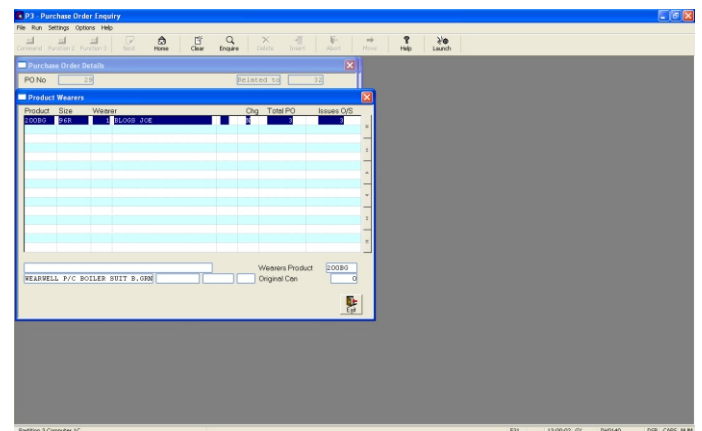 P3 - Purchase Order Enquiry
File Run Settings Options Help
Command Function 2 Function 3 Next Home Clear Enquire Delete Insert Abort Move Help Launch
Purchase Order Details
PO No 28 Related to 32
Product Wearers
Product Size Wearer Chg Total PO Issues O/S
200BG 96R 1 BLOGS JOE N 3 3
Wearers Product 200BG
WEARWELL P/C BOILER SUIT B.GRN Original Can 0
Exit